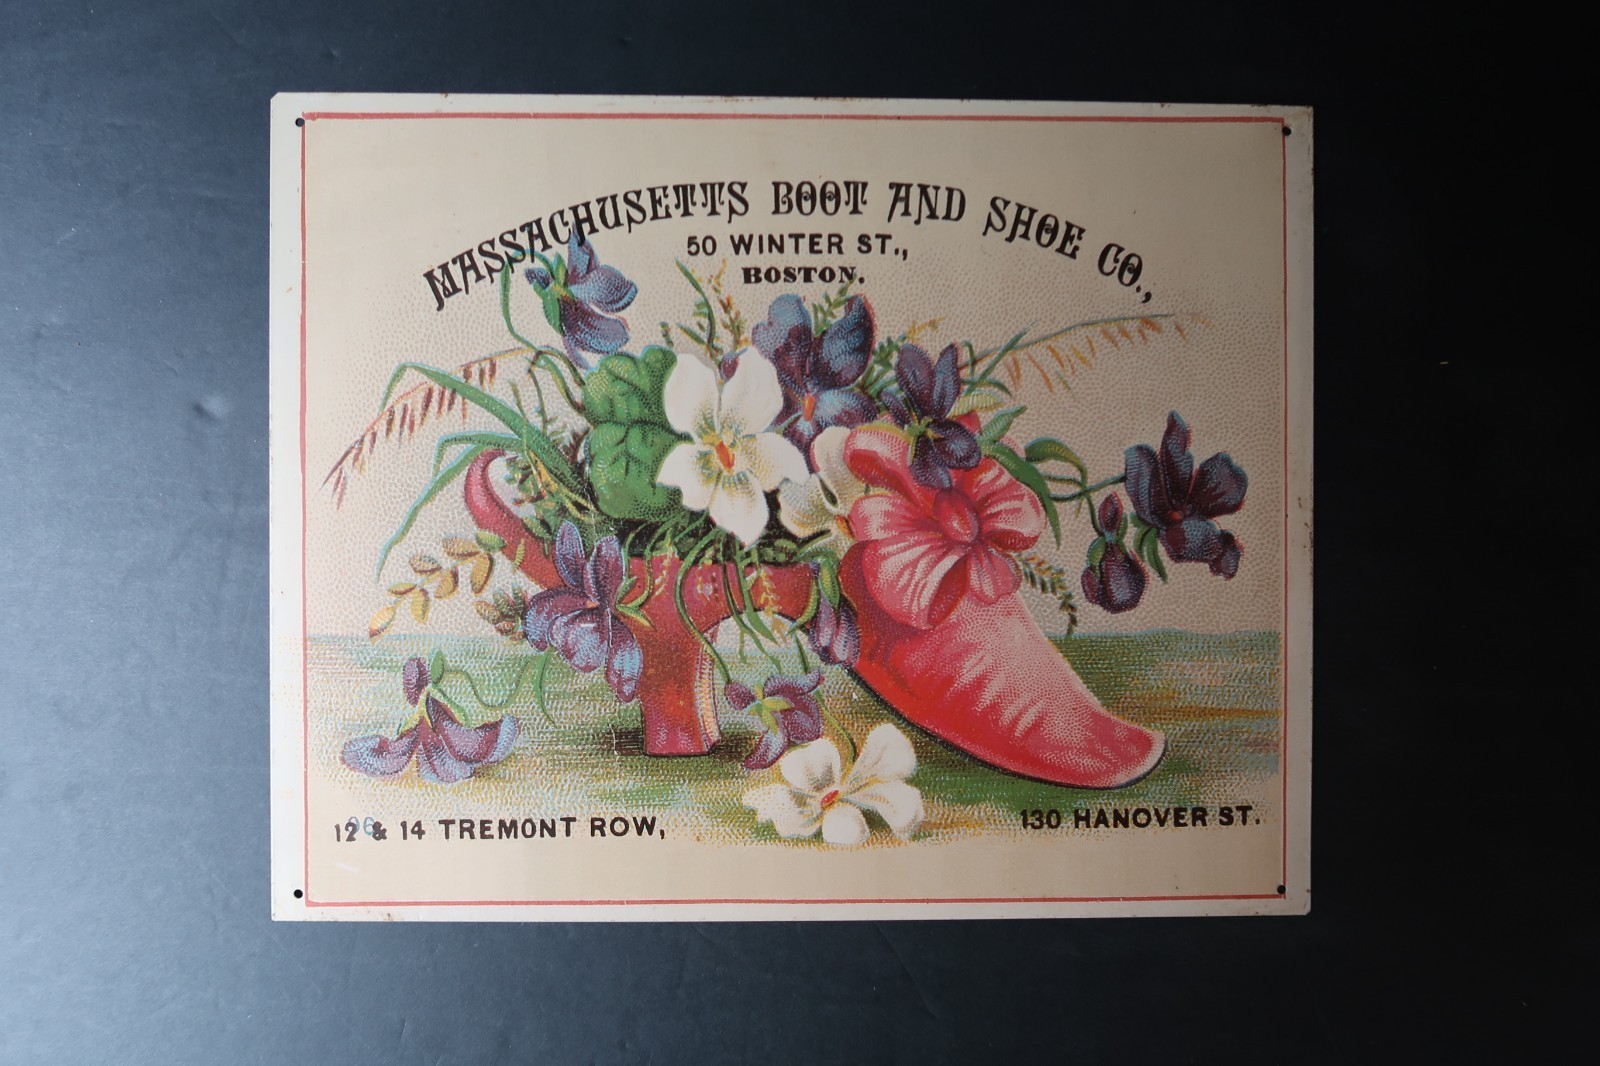 MASSACHUSETTS BOOT AND SHOE CO.,
50 WINTER ST.,
BOSTON.
12 & 14 TREMONT ROW,
130 HANOVER ST.